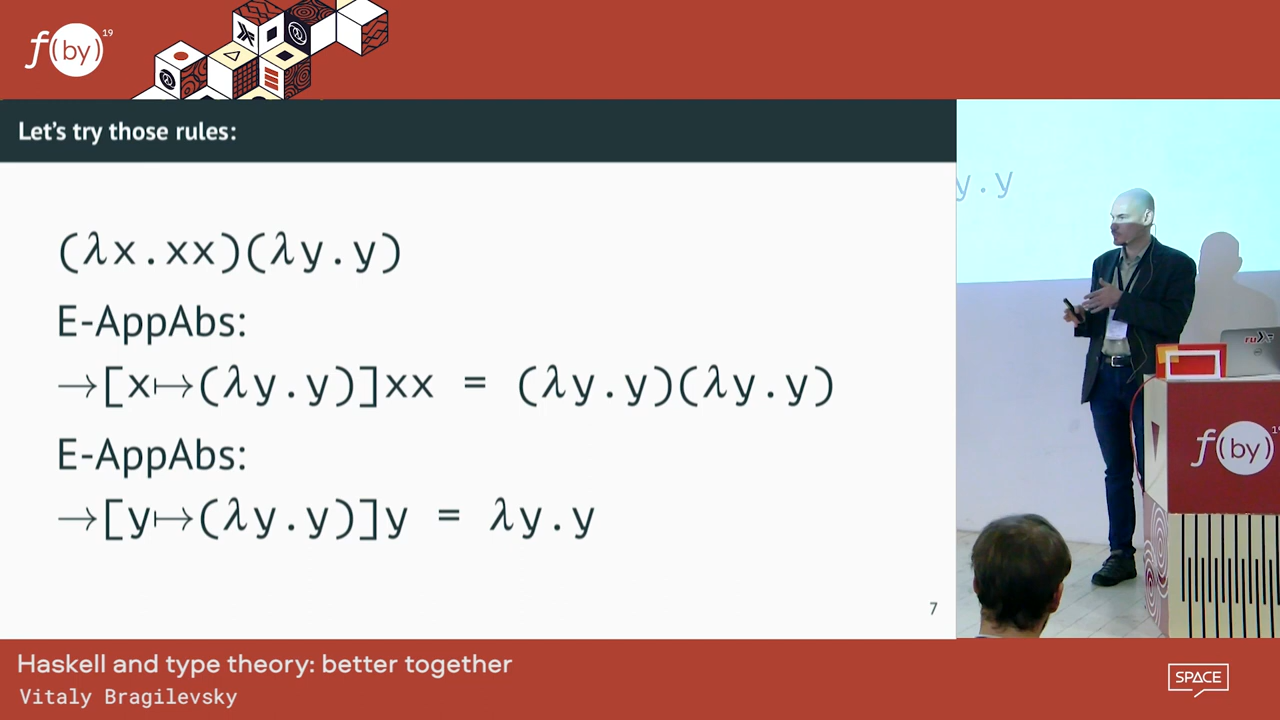 f(by) 19
Let's try those rules:
(λx.xx)(λy.y)
E-AppAbs:
→[x↦(λy.y)]xx = (λy.y)(λy.y)
E-AppAbs:
→[y↦(λy.y)]y = λy.y
7
y.y
f(by) 19
Haskell and type theory: better together
Vitaly Bragilevsky
SPACE